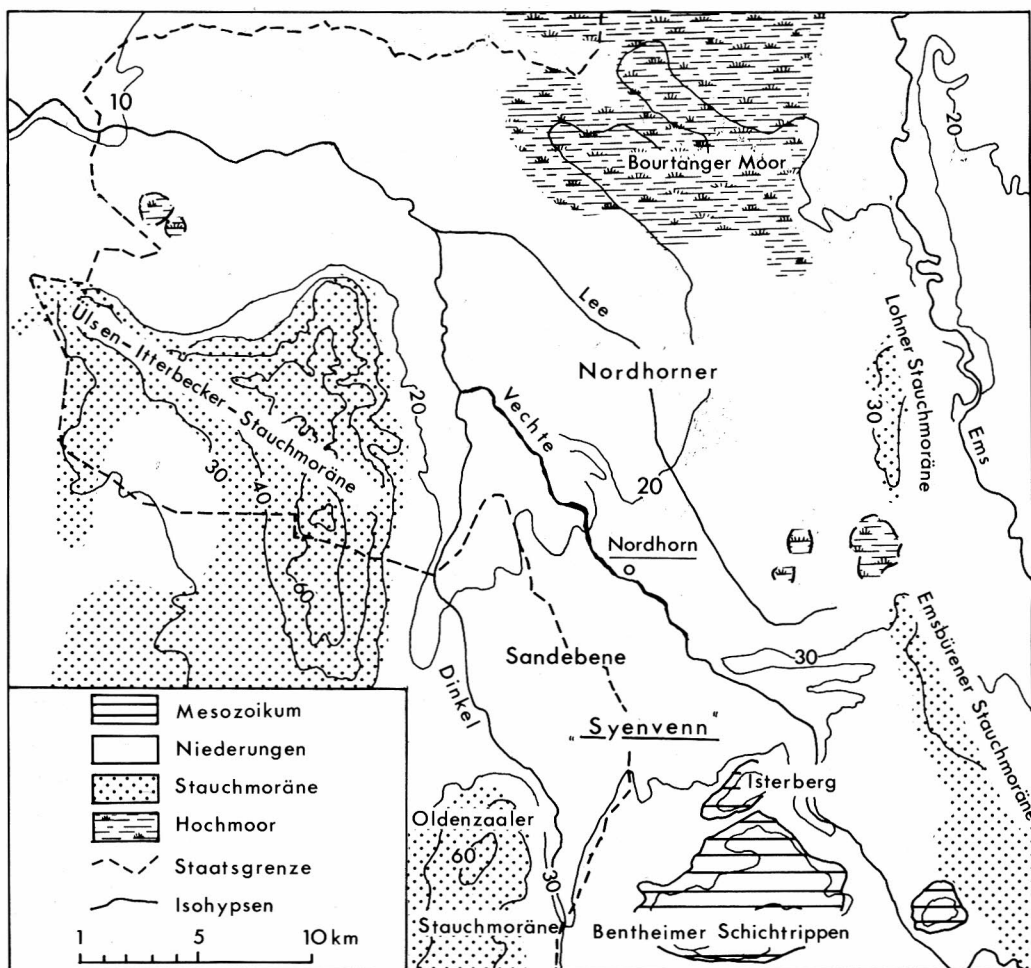 10
20
Bourtanger Moor
Lee
Ülsen-Itterbecker-Stauchmoräne
Nordhorner
Lohner Stauchmoräne
20
Vechte
30
Ems
30
40
20
Nordhorn
60
Sandebene
30
Emsbürener Stauchmoräne
Dinkel
"Syenvenn"
Isterberg
Oldenzaaler
60
30
Stauchmoräne
Bentheimer Schichtrippen
Mesozoikum
Niederungen
Stauchmoräne
Hochmoor
Staatsgrenze
Isohypsen
1 5 10 km